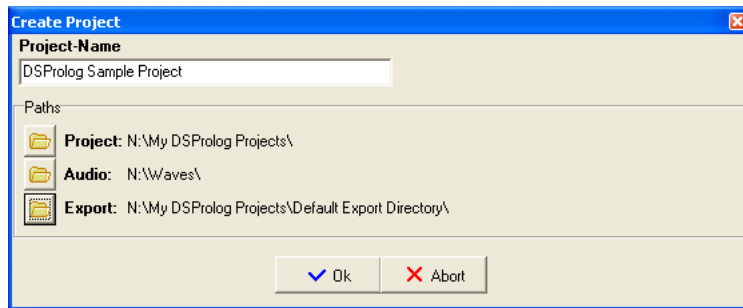 Create Project
Project-Name
DSProlog Sample Project
Paths
Project: N:\My DSProlog Projects\
Audio: N:\Waves\
Export: N:\My DSProlog Projects\Default Export Directory\
Ok Abort